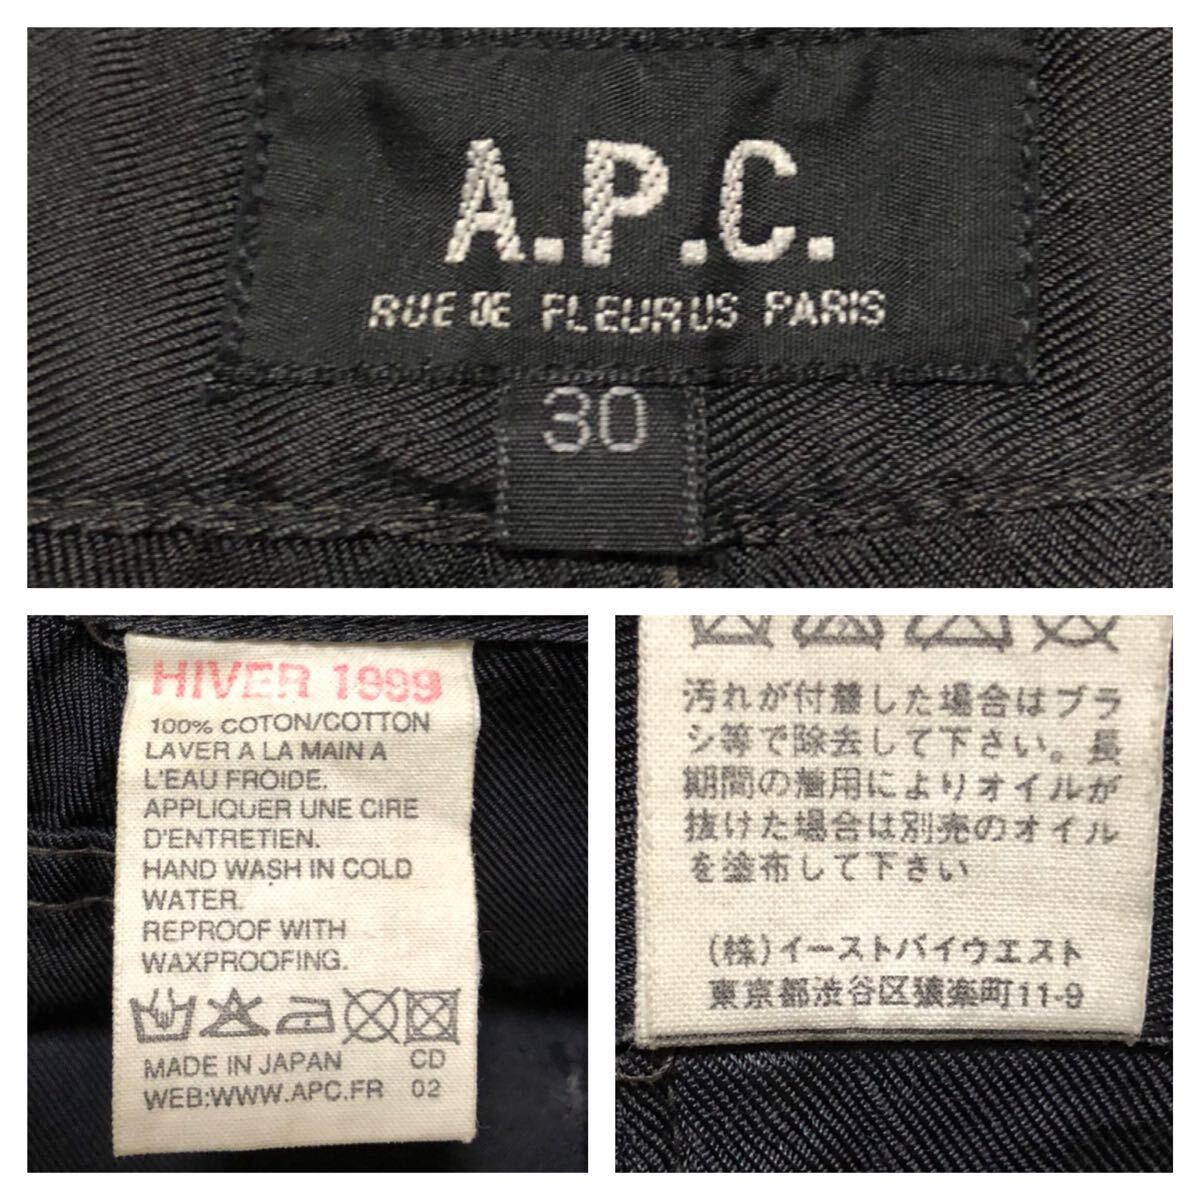 A.P.C.
RUE DE FLEURUS PARIS
30
HIVER 1999
100% COTON/COTTON
LAVER A LA MAIN A
L'EAU FROIDE.
APPLIQUER UNE CIRE
D'ENTRETIEN.
HAND WASH IN COLD
WATER.
REPROOF WITH
WAXPROOFING.
MADE IN JAPAN CD
WEB:WWW.APC.FR 02
汚れが付着した場合はブラ
シ等で除去して下さい。長
期間の着用によりオイルが
抜けた場合は別売のオイル
を塗布して下さい
(株)イーストバイウエスト
東京都渋谷区猿楽町11-9